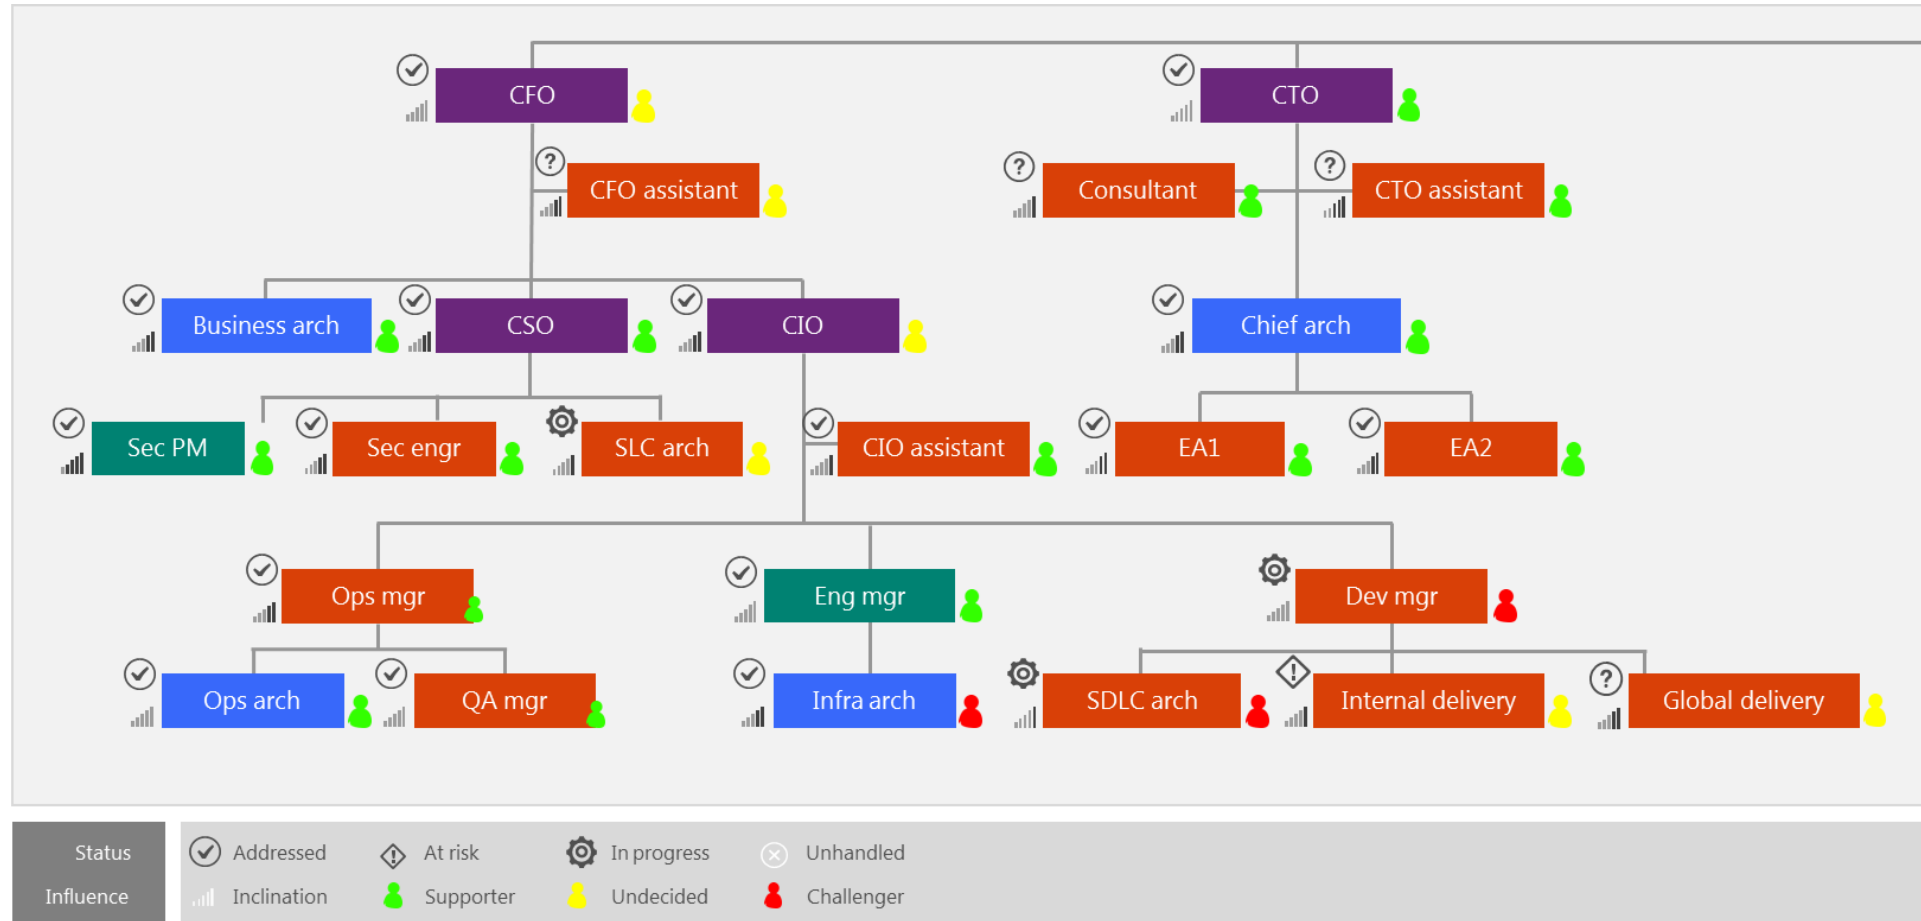 CFO
CTO
?
CFO assistant
?
Consultant
?
CTO assistant
Business arch
CSO
CIO
Chief arch
Sec PM
Sec engr
SLC arch
CIO assistant
EA1
EA2
Ops mgr
Eng mgr
Dev mgr
Ops arch
QA mgr
Infra arch
SDLC arch
!
Internal delivery
?
Global delivery
Status
Addressed
!
At risk
In progress
Unhandled
Influence
Inclination
Supporter
Undecided
Challenger